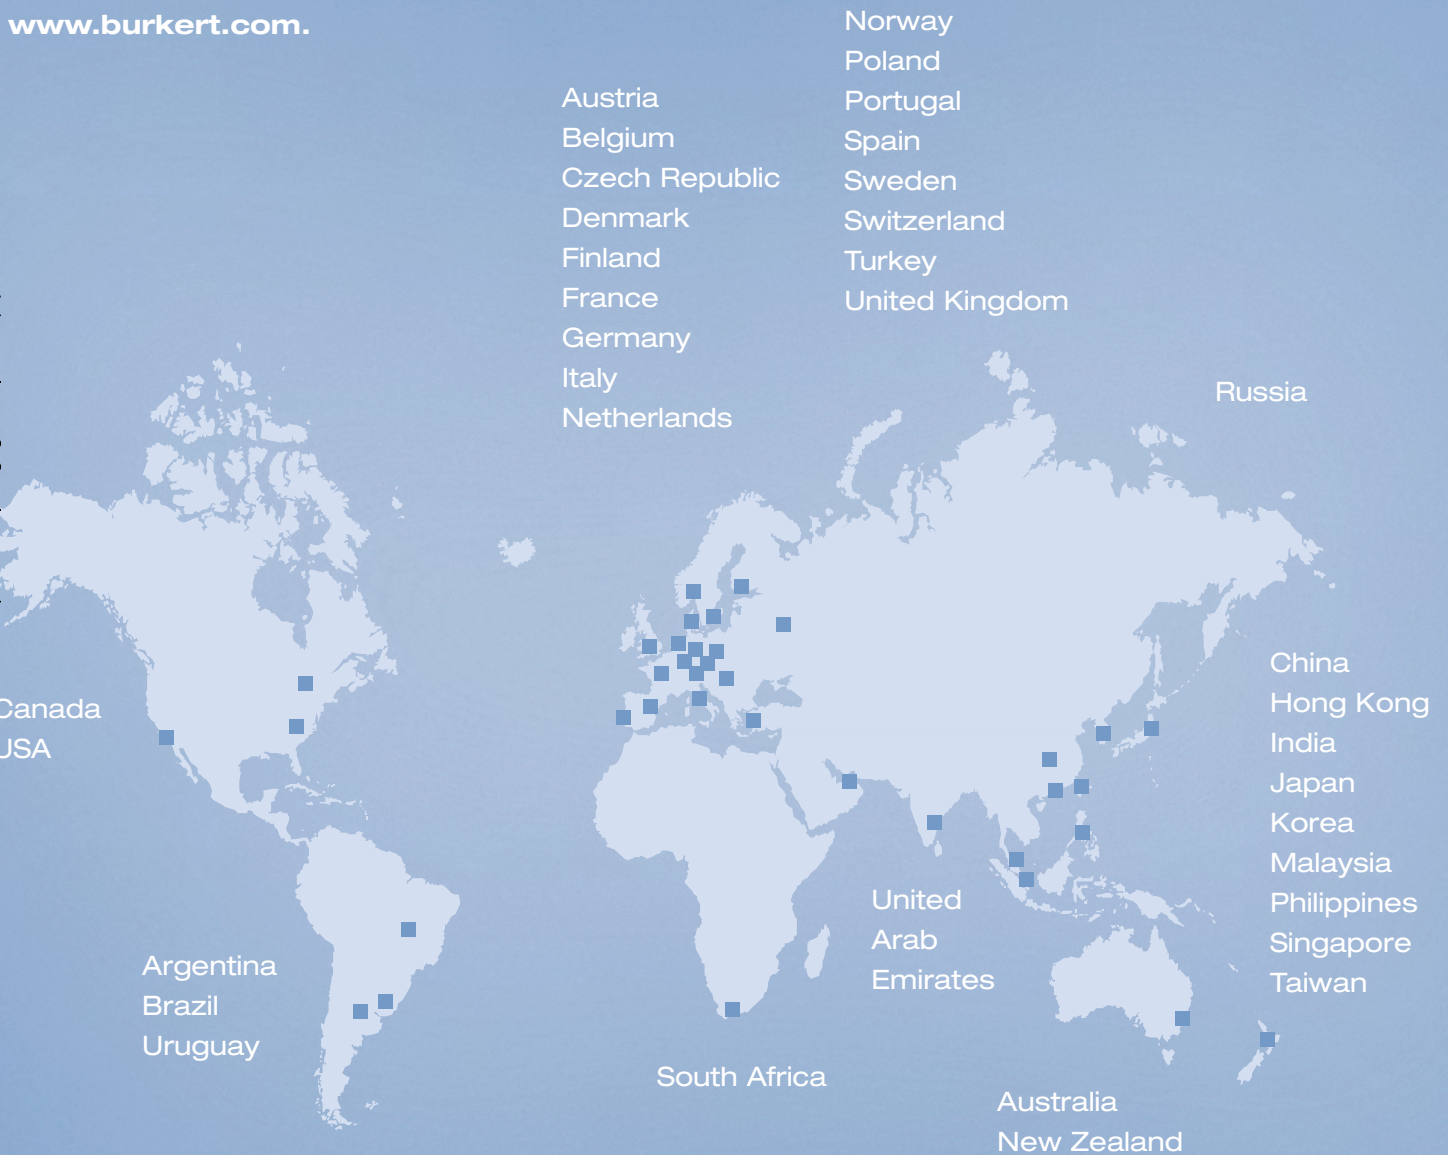 www.burkert.com.
Austria
Belgium
Czech Republic
Denmark
Finland
France
Germany
Italy
Netherlands
Norway
Poland
Portugal
Spain
Sweden
Switzerland
Turkey
United Kingdom
Russia
Canada
USA
China
Hong Kong
India
Japan
Korea
Malaysia
Philippines
Singapore
Taiwan
United
Arab
Emirates
Argentina
Brazil
Uruguay
South Africa
Australia
New Zealand